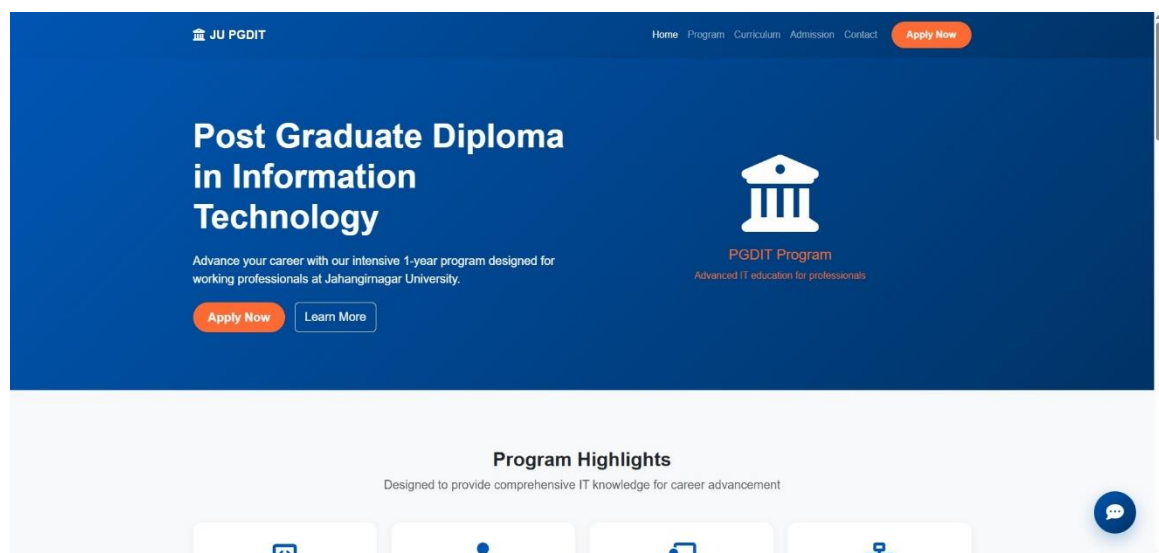 JU PGDIT
Home Program Curriculum Admission Contact Apply Now
Post Graduate Diploma
in Information
Technology
Advance your career with our intensive 1-year program designed for
working professionals at Jahangirnagar University.
Apply Now Learn More
PGDIT Program
Advanced IT education for professionals
Program Highlights
Designed to provide comprehensive IT knowledge for career advancement